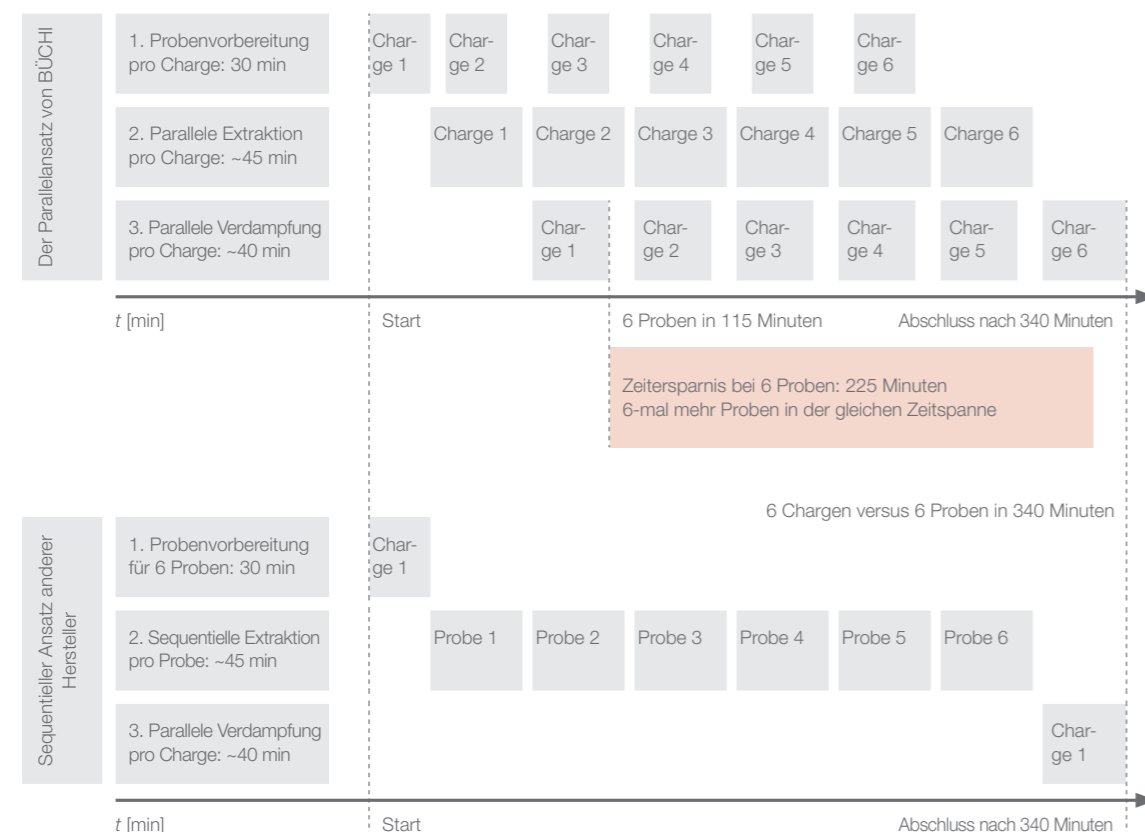 Der Parallelansatz von BÜCHI
1. Probenvorbereitung
pro Charge: 30 min
Char-
ge 1
Char-
ge 2
Char-
ge 3
Char-
ge 4
Char-
ge 5
Char-
ge 6
2. Parallele Extraktion
pro Charge: ~45 min
Charge 1
Charge 2
Charge 3
Charge 4
Charge 5
Charge 6
3. Parallele Verdampfung
pro Charge: ~40 min
Char-
ge 1
Char-
ge 2
Char-
ge 3
Char-
ge 4
Char-
ge 5
Char-
ge 6
t [min]
Start
6 Proben in 115 Minuten
Abschluss nach 340 Minuten
Zeitersparnis bei 6 Proben: 225 Minuten
6-mal mehr Proben in der gleichen Zeitspanne
6 Chargen versus 6 Proben in 340 Minuten
Sequentieller Ansatz anderer
Hersteller
1. Probenvorbereitung
für 6 Proben: 30 min
Char-
ge 1
2. Sequentielle Extraktion
pro Probe: ~45 min
Probe 1
Probe 2
Probe 3
Probe 4
Probe 5
Probe 6
3. Parallele Verdampfung
pro Charge: ~40 min
Char-
ge 1
t [min]
Start
Abschluss nach 340 Minuten